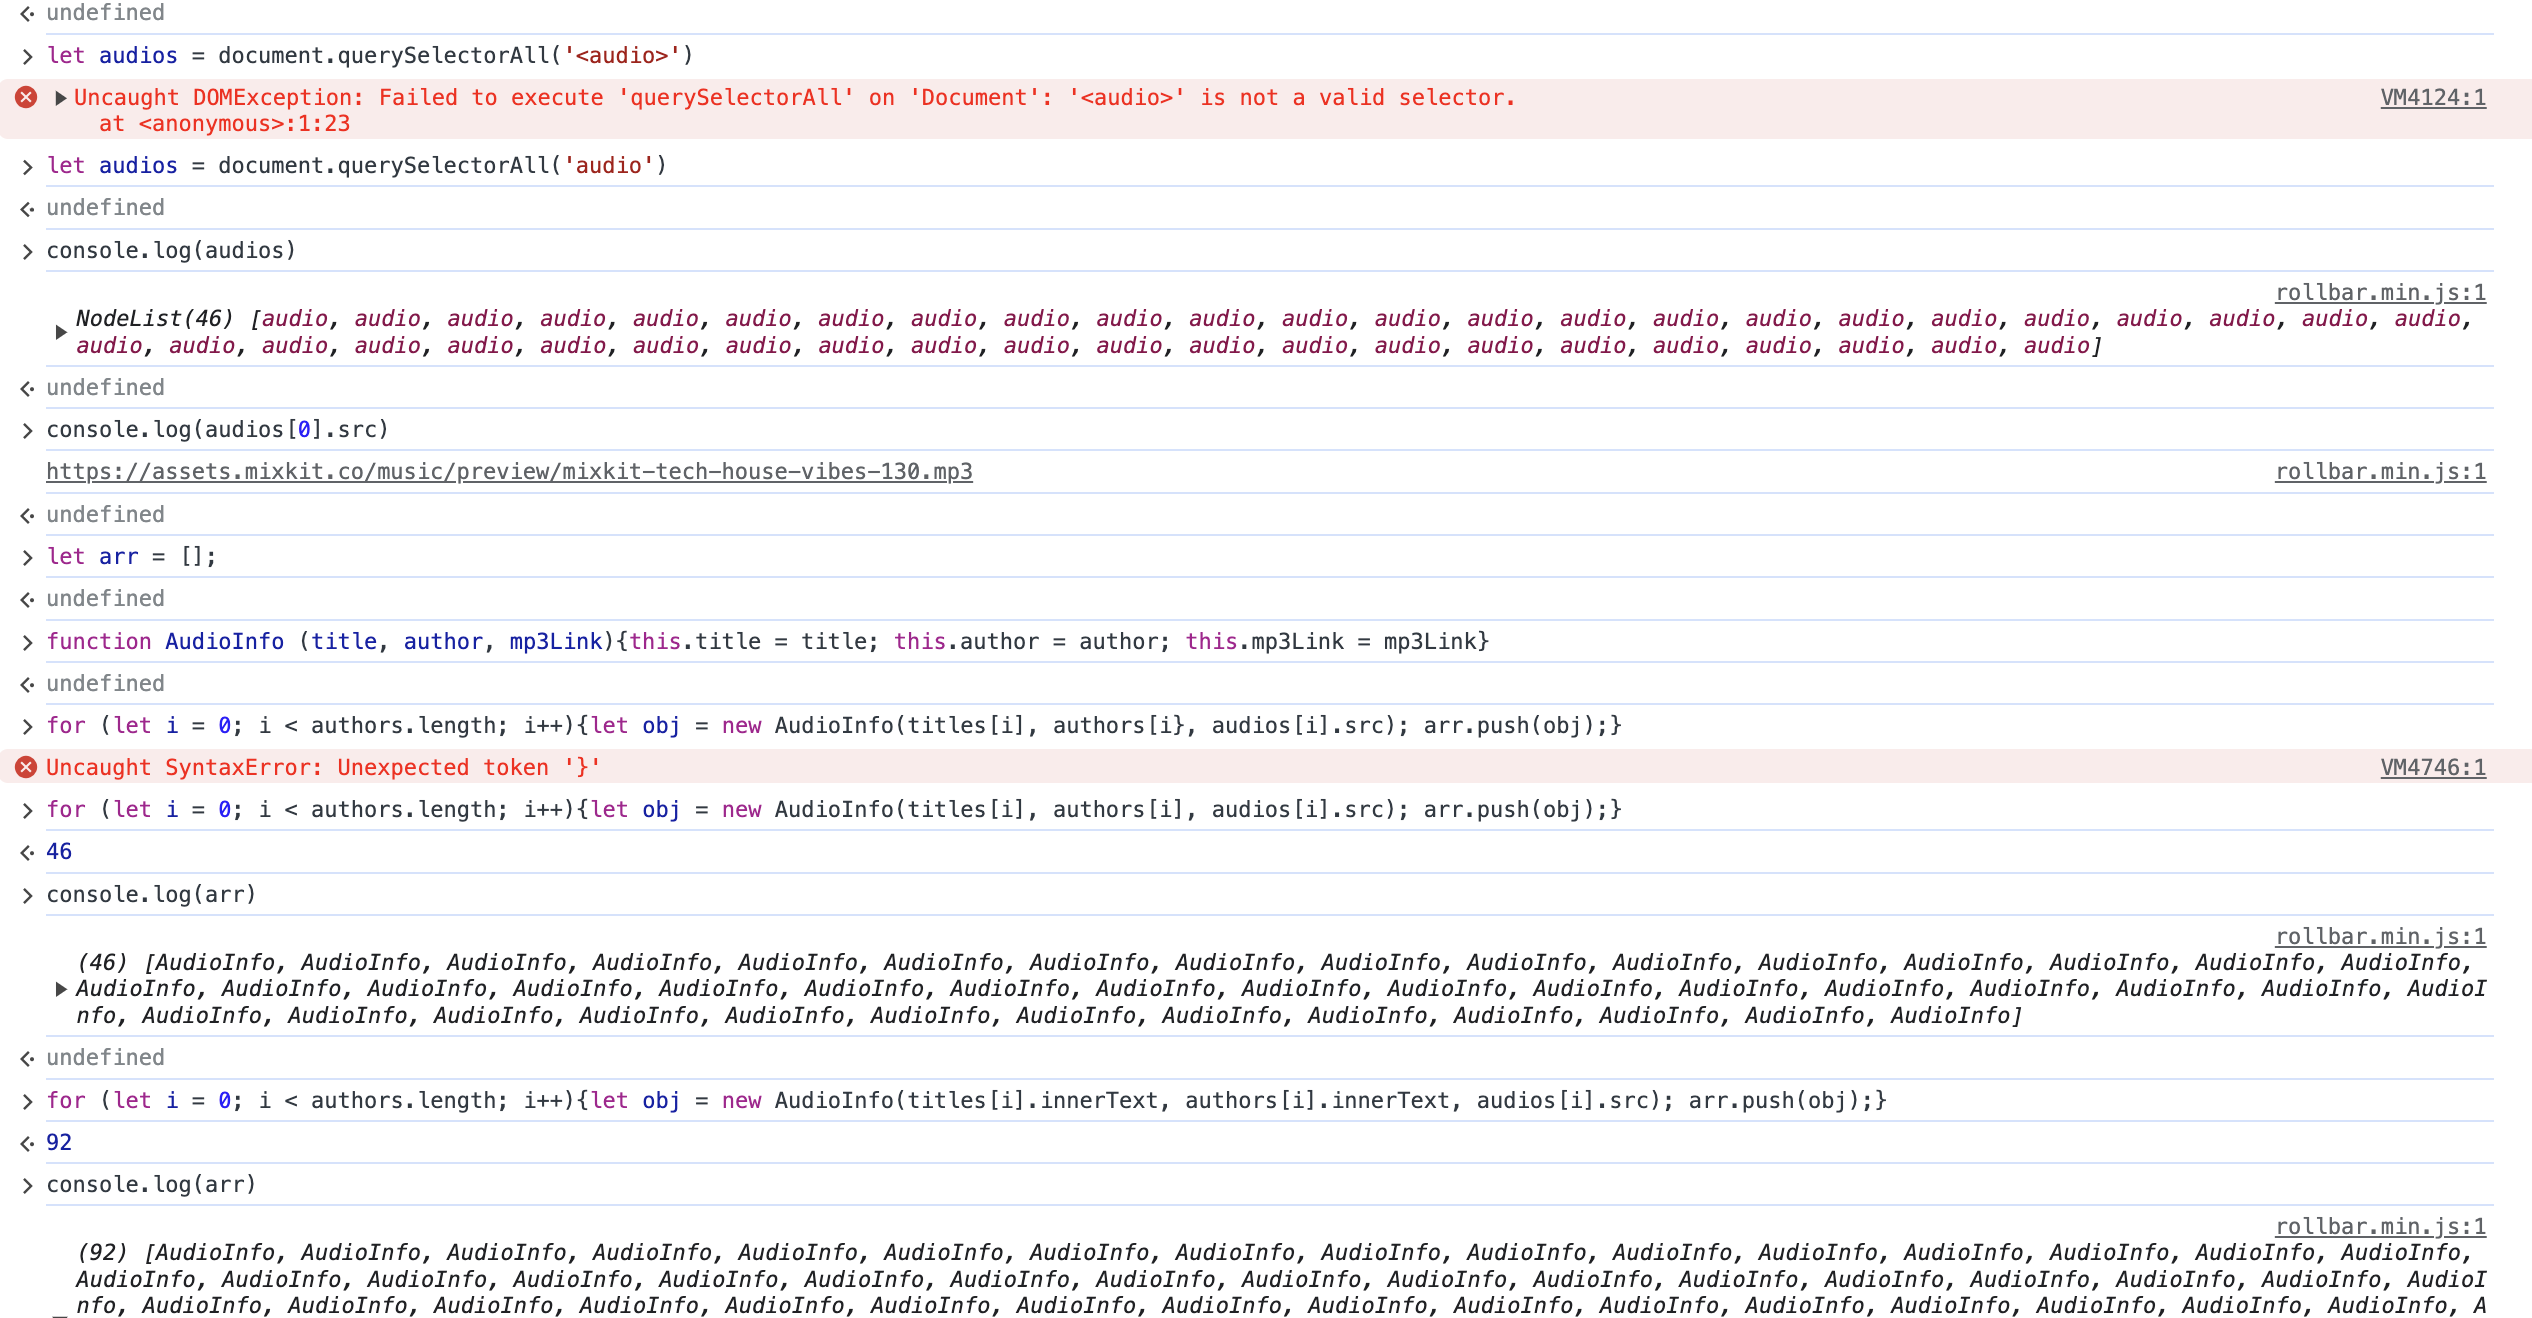 undefined
let audios = document.querySelectorAll('<audio>')
Uncaught DOMException: Failed to execute 'querySelectorAll' on 'Document': '<audio>' is not a valid selector.
VM4124:1
at <anonymous>:1:23
let audios = document.querySelectorAll('audio')
undefined
console.log(audios)
rollbar.min.js:1
NodeList(46) [audio, audio, audio, audio, audio, audio, audio, audio, audio, audio, audio, audio, audio, audio, audio, audio, audio, audio, audio, audio, audio, audio, audio, audio,
audio, audio, audio, audio, audio, audio, audio, audio, audio, audio, audio, audio, audio, audio, audio, audio, audio, audio, audio, audio, audio, audio]
undefined
console.log(audios[0].src)
https://assets.mixkit.co/music/preview/mixkit-tech-house-vibes-130.mp3
rollbar.min.js:1
undefined
let arr = [];
undefined
function AudioInfo (title, author, mp3Link){this.title = title; this.author = author; this.mp3Link = mp3Link}
undefined
for (let i = 0; i < authors.length; i++){let obj = new AudioInfo(titles[i], authors[i}, audios[i].src); arr.push(obj);}
Uncaught SyntaxError: Unexpected token '}'
VM4746:1
for (let i = 0; i < authors.length; i++){let obj = new AudioInfo(titles[i], authors[i], audios[i].src); arr.push(obj);}
46
console.log(arr)
rollbar.min.js:1
(46) [AudioInfo, AudioInfo, AudioInfo, AudioInfo, AudioInfo, AudioInfo, AudioInfo, AudioInfo, AudioInfo, AudioInfo, AudioInfo, AudioInfo, AudioInfo, AudioInfo, AudioInfo, AudioInfo,
AudioInfo, AudioInfo, AudioInfo, AudioInfo, AudioInfo, AudioInfo, AudioInfo, AudioInfo, AudioInfo, AudioInfo, AudioInfo, AudioInfo, AudioInfo, AudioInfo, AudioInfo, AudioInfo, AudioI
nfo, AudioInfo, AudioInfo, AudioInfo, AudioInfo, AudioInfo, AudioInfo, AudioInfo, AudioInfo, AudioInfo, AudioInfo, AudioInfo, AudioInfo, AudioInfo]
undefined
for (let i = 0; i < authors.length; i++){let obj = new AudioInfo(titles[i].innerText, authors[i].innerText, audios[i].src); arr.push(obj);}
92
console.log(arr)
rollbar.min.js:1
(92) [AudioInfo, AudioInfo, AudioInfo, AudioInfo, AudioInfo, AudioInfo, AudioInfo, AudioInfo, AudioInfo, AudioInfo, AudioInfo, AudioInfo, AudioInfo, AudioInfo, AudioInfo, AudioInfo,
AudioInfo, AudioInfo, AudioInfo, AudioInfo, AudioInfo, AudioInfo, AudioInfo, AudioInfo, AudioInfo, AudioInfo, AudioInfo, AudioInfo, AudioInfo, AudioInfo, AudioInfo, AudioInfo, AudioI
nfo, AudioInfo, AudioInfo, AudioInfo, AudioInfo, AudioInfo, AudioInfo, AudioInfo, AudioInfo, AudioInfo, AudioInfo, AudioInfo, AudioInfo, AudioInfo, AudioInfo, AudioInfo, AudioInfo, A